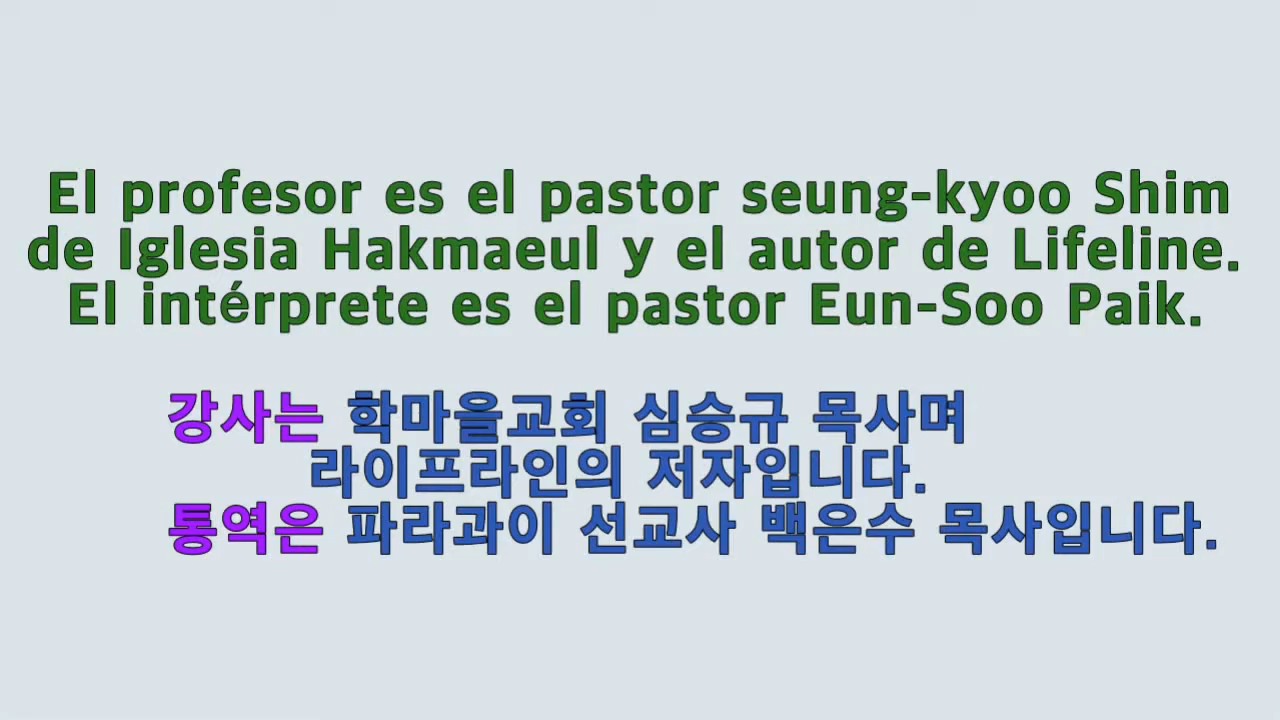 El profesor es el pastor seung-kyoo Shim
de Iglesia Hakmaeul y el autor de Lifeline.
El intérprete es el pastor Eun-Soo Paik.
강사는 학마을교회 심승규 목사며
라이프라인의 저자입니다.
통역은 파라과이 선교사 백은수 목사입니다.